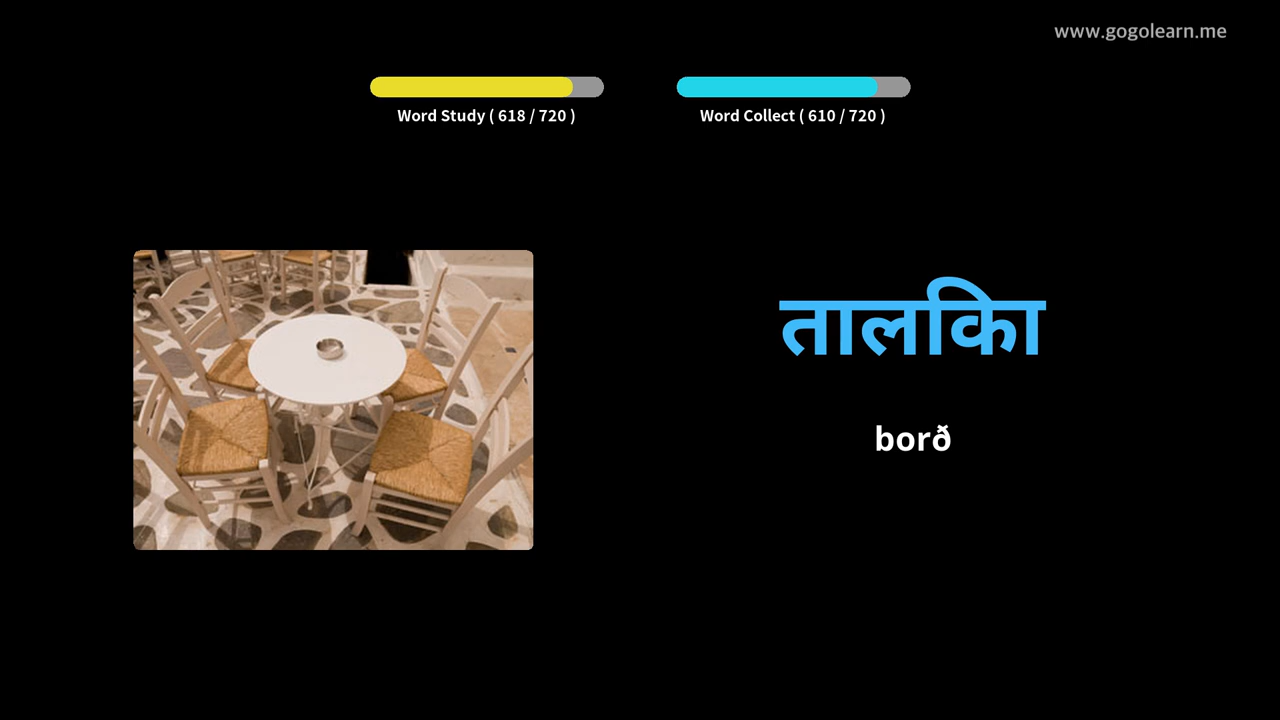 www.gogolearn.me
Word Study ( 618 / 720 )
Word Collect ( 610 / 720 )
तालिका
borð